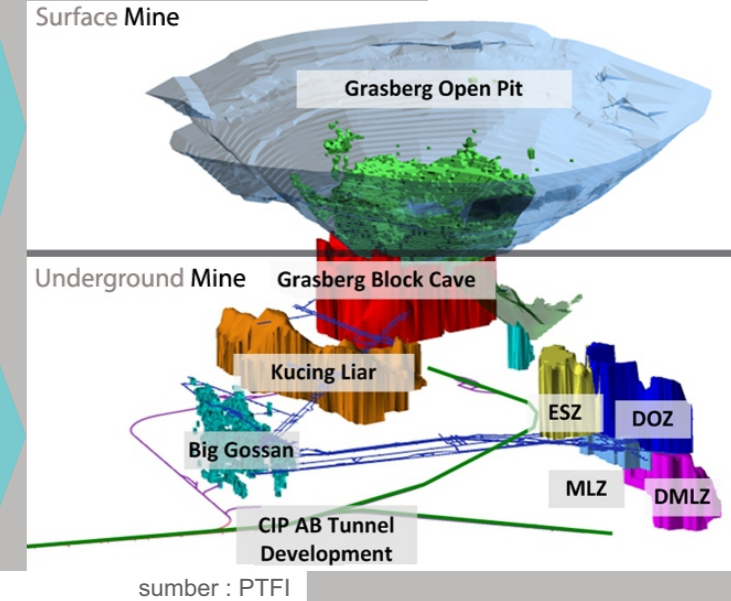 Surface Mine
Grasberg Open Pit
Underground Mine
Grasberg Block Cave
Kucing Liar
ESZ
DOZ
Big Gossan
MLZ
DMLZ
CIP AB Tunnel
Development
sumber : PTFI